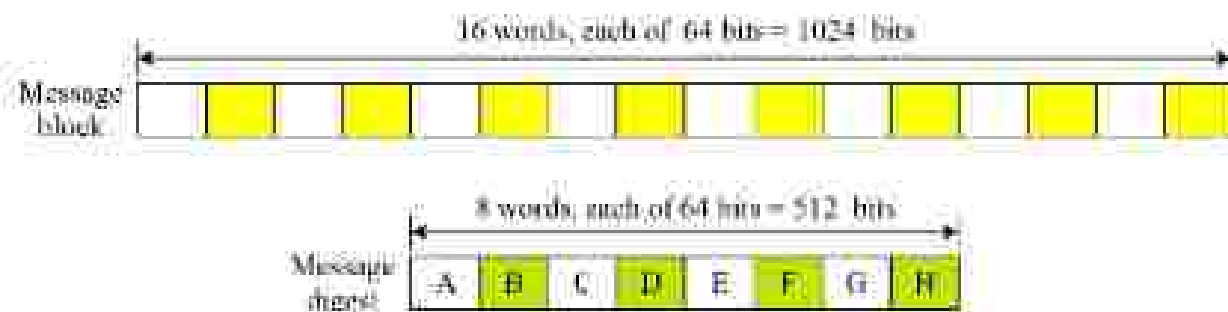 16 words, each of 64 bits = 1024 bits
Message
block
8 words, each of 64 bits = 512 bits
Message
digest
A B C D E F G H